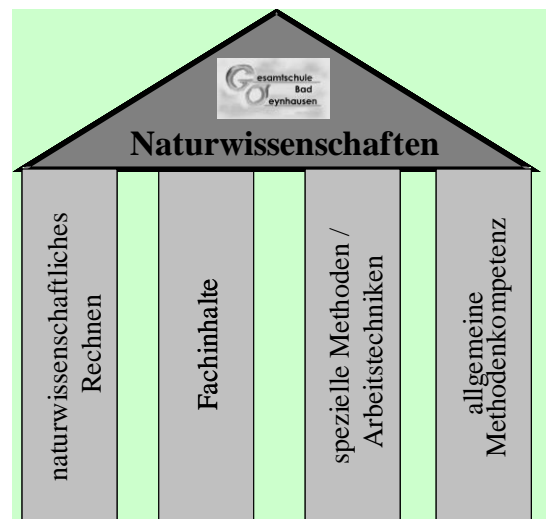 Gesamtschule
Bad
Oeynhausen
Naturwissenschaften
naturwissenschaftliches
Rechnen
Fachinhalte
spezielle Methoden /
Arbeitstechniken
allgemeine
Methodenkompetenz